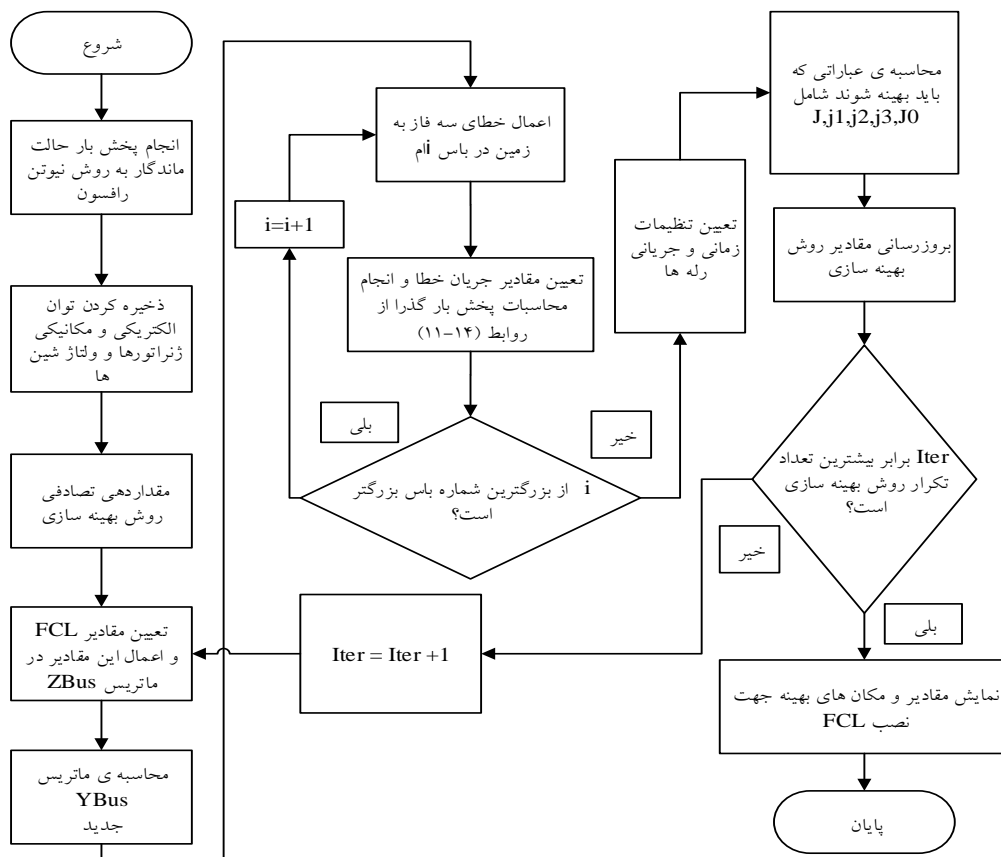 شروع
انجام پخش بار حالت
ماندگار به روش نیوتن
رافسون
ذخیره کردن توان
الکتریکی و مکانیکی
ژنراتورها و ولتاژ شین
ها
مقداردهی تصادفی
روش بهینه سازی
تعیین مقادیر FCL
و اعمال این مقادیر در
ماتریس ZBus
محاسبه ی ماتریس
YBus
جدید
اعمال خطای سه فاز به
زمین در باس iام
i=i+1
تعیین مقادیر جریان خطا و انجام
محاسبات پخش بار گذرا از
روابط (۱۴-۱۱)
بلی
خیر
i از بزرگترین شماره باس بزرگتر
است؟
تعیین تنظیمات
زمانی و جریانی
رله ها
محاسبه ی عباراتی که
باید بهینه شوند شامل
J,j1,j2,j3,J0
بروزرسانی مقادیر روش
بهینه سازی
Iter برابر بیشترین تعداد
تکرار روش بهینه سازی
است؟
خیر
بلی
Iter = Iter +1
نمایش مقادیر و مکان های بهینه جهت
نصب FCL
پایان